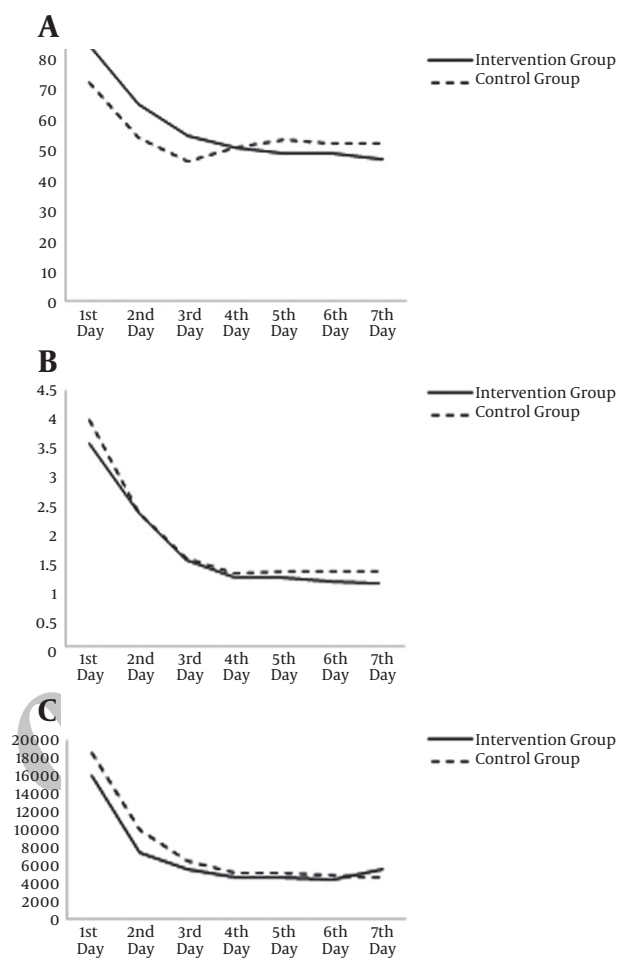 A
Intervention Group
Control Group
80
70
60
50
40
30
20
10
0
1st Day
2nd Day
3rd Day
4th Day
5th Day
6th Day
7th Day
B
Intervention Group
Control Group
4.5
4
3.5
3
2.5
2
1.5
1
0.5
0
1st Day
2nd Day
3rd Day
4th Day
5th Day
6th Day
7th Day
C
Intervention Group
Control Group
20000
18000
16000
14000
12000
10000
8000
6000
4000
2000
0
1st Day
2nd Day
3rd Day
4th Day
5th Day
6th Day
7th Day